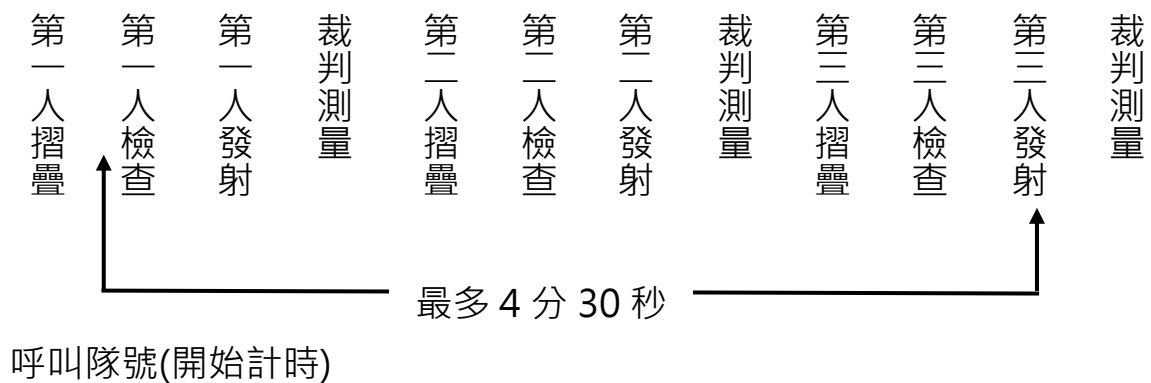 第一人摺疊
第一人檢查
第一人發射
裁判測量
第二人摺疊
第二人檢查
第二人發射
裁判測量
第三人摺疊
第三人檢查
第三人發射
裁判測量
最多 4 分 30 秒
呼叫隊號(開始計時)